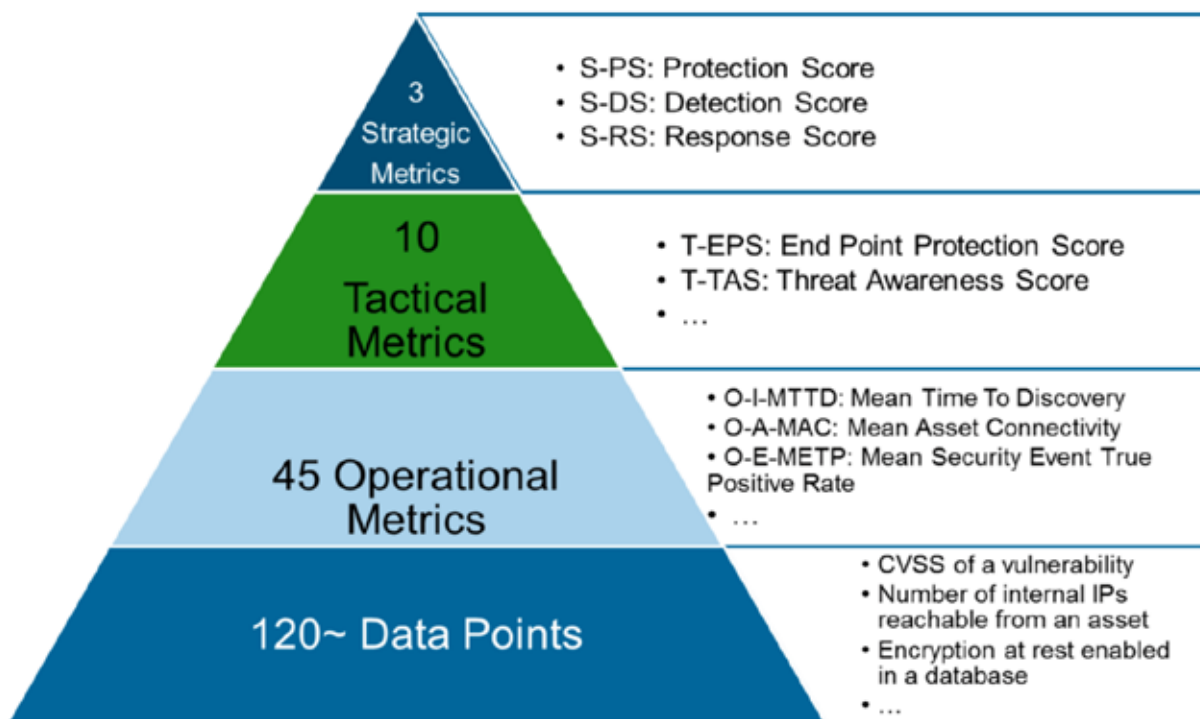 3
Strategic
Metrics
• S-PS: Protection Score
• S-DS: Detection Score
• S-RS: Response Score
10
Tactical
Metrics
• T-EPS: End Point Protection Score
• T-TAS: Threat Awareness Score
• …
45 Operational
Metrics
• O-I-MTTD: Mean Time To Discovery
• O-A-MAC: Mean Asset Connectivity
• O-E-METP: Mean Security Event True
Positive Rate
• …
120~ Data Points
• CVSS of a vulnerability
• Number of internal IPs
reachable from an asset
• Encryption at rest enabled
in a database
• …